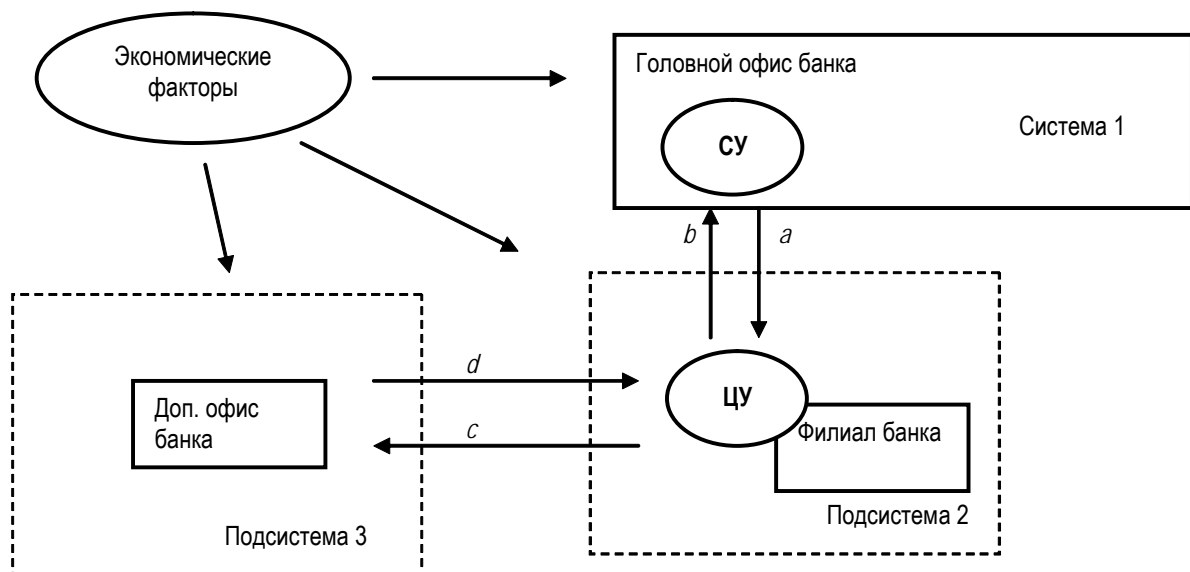 Экономические
факторы
Головной офис банка
СУ
Система 1
b
a
d
c
Доп. офис
банка
Подсистема 3
ЦУ
Филиал банка
Подсистема 2